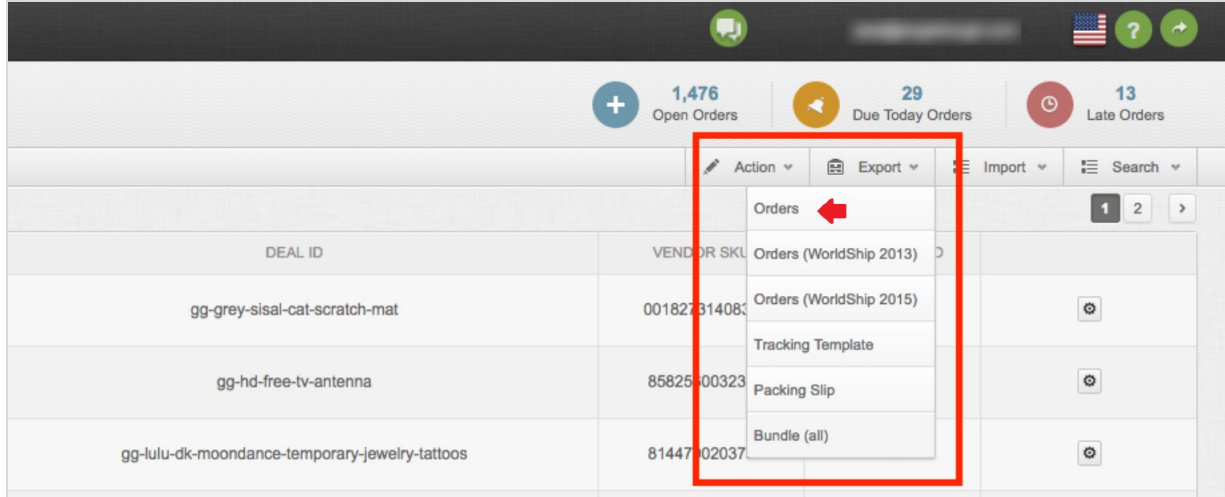 ?
1,476
Open Orders
29
Due Today Orders
13
Late Orders
Action
Export
Import
Search
Orders
1
2
>
DEAL ID
VENDOR SKU
Orders (WorldShip 2013)
gg-grey-sisal-cat-scratch-mat
Orders (WorldShip 2015)
Tracking Template
gg-hd-free-tv-antenna
Packing Slip
Bundle (all)
gg-lulu-dk-moondance-temporary-jewelry-tattoos